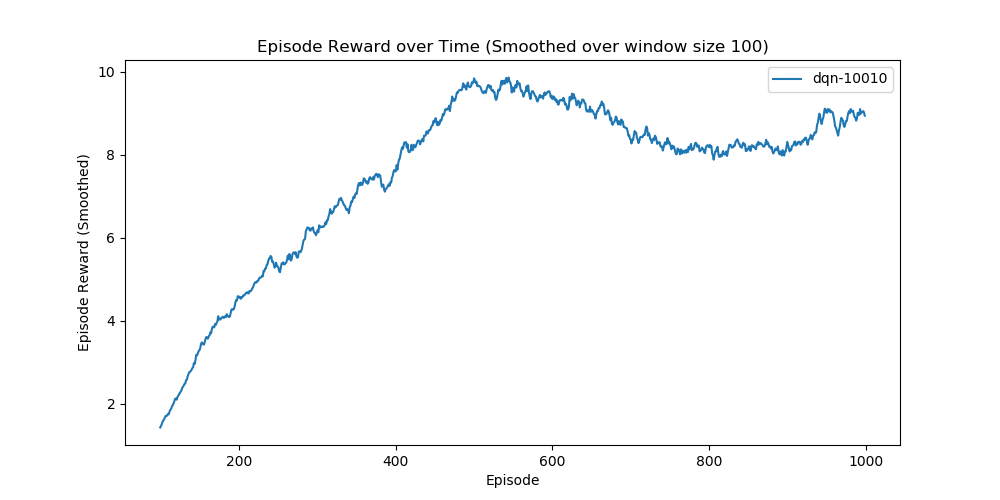 Episode Reward over Time (Smoothed over window size 100)
dqn-10010
Episode Reward (Smoothed)
10
8
6
4
2
200 400 600 800 1000
Episode